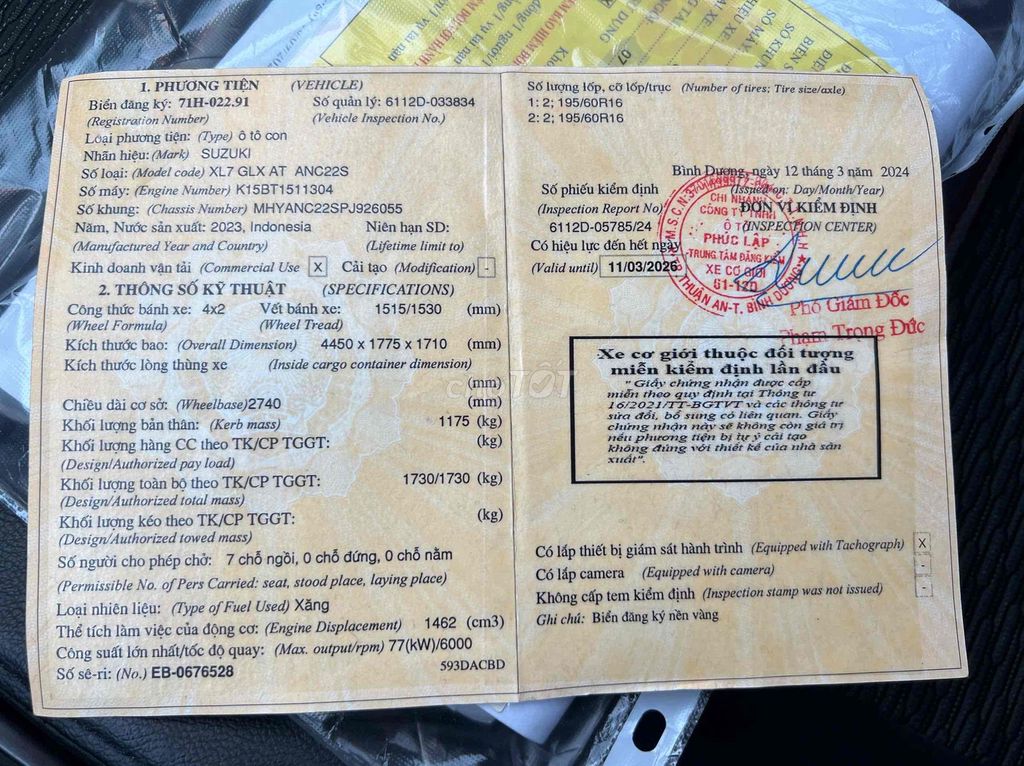 1. PHƯƠNG TIỆN (VEHICLE)
Biển đăng ký: 71H-022.91 Số quản lý: 6112D-033834
(Registration Number) (Vehicle Inspection No.)
Loại phương tiện: (Type) ô tô con
Nhãn hiệu: (Mark) SUZUKI
Số loại: (Model code) XL7 GLX AT ANC22S
Số máy: (Engine Number) K15BT1511304
Số khung: (Chassis Number) MHYANC22SPJ926055
Năm, Nước sản xuất: 2023, Indonesia Niên hạn SD:
(Manufactured Year and Country) (Lifetime limit to)
Kinh doanh vận tải (Commercial Use X Cải tạo (Modification) -
2. THÔNG SỐ KỸ THUẬT (SPECIFICATIONS)
Công thức bánh xe: 4x2 Vết bánh xe: 1515/1530 (mm)
(Wheel Formula) (Wheel Tread)
Kích thước bao: (Overall Dimension) 4450 x 1775 x 1710 (mm)
Kích thước lòng thùng xe (Inside cargo container dimension)
(mm)
Chiều dài cơ sở: (Wheelbase) 2740 (mm)
Khối lượng bản thân: (Kerb mass) 1175 (kg)
Khối lượng hàng CC theo TK/CP TGGT: (kg)
(Design/Authorized pay load)
Khối lượng toàn bộ theo TK/CP TGGT: 1730/1730 (kg)
(Design/Authorized total mass)
Khối lượng kéo theo TK/CP TGGT: (kg)
(Design/Authorized towed mass)
Số người cho phép chở: 7 chỗ ngồi, 0 chỗ đứng, 0 chỗ nằm
(Permissible No. of Pers Carried: seat, stood place, laying place)
Loại nhiên liệu: (Type of Fuel Used) Xăng
Thể tích làm việc của động cơ: (Engine Displacement) 1462 (cm3)
Công suất lớn nhất/tốc độ quay: (Max. output/rpm) 77(kW)/6000
Số sê-ri: (No.) EB-0676528 593DACBD
Số lượng lốp, cỡ lốp/trục (Number of tires; Tire size/axle)
1: 2; 195/60R16
2: 2; 195/60R16
Bình Dương, ngày 12 tháng 3 năm 2024
Số phiếu kiểm định (Issued on: Day/Month/Year)
(Inspection Report No) ĐƠN VỊ KIỂM ĐỊNH
6112D-05785/24 (INSPECTION CENTER)
Có hiệu lực đến hết ngày
(Valid until) 11/03/2026
CHI NHÁNH
CÔNG TY TNHH
Ô TÔ
PHÚC LẬP
TRUNG TÂM ĐĂNG KIỂM
XE CƠ GIỚI
61-12D
THUẬN AN-T. BÌNH DƯƠNG
Phó Giám Đốc
Phạm Trọng Đức
Xe cơ giới thuộc đối tượng
miễn kiểm định lần đầu
" Giấy chứng nhận được cấp
miễn theo quy định tại Thông tư
16/2021/TT-BGTVT và các thông tư
sửa đổi, bổ sung có liên quan. Giấy
chứng nhận này sẽ không còn giá trị
nếu phương tiện bị tự ý cải tạo
không đúng với thiết kế của nhà sản
xuất".
Có lắp thiết bị giám sát hành trình (Equipped with Tachograph) X
Có lắp camera (Equipped with camera) -
Không cấp tem kiểm định (Inspection stamp was not issued) -
Ghi chú: Biển đăng ký nền vàng